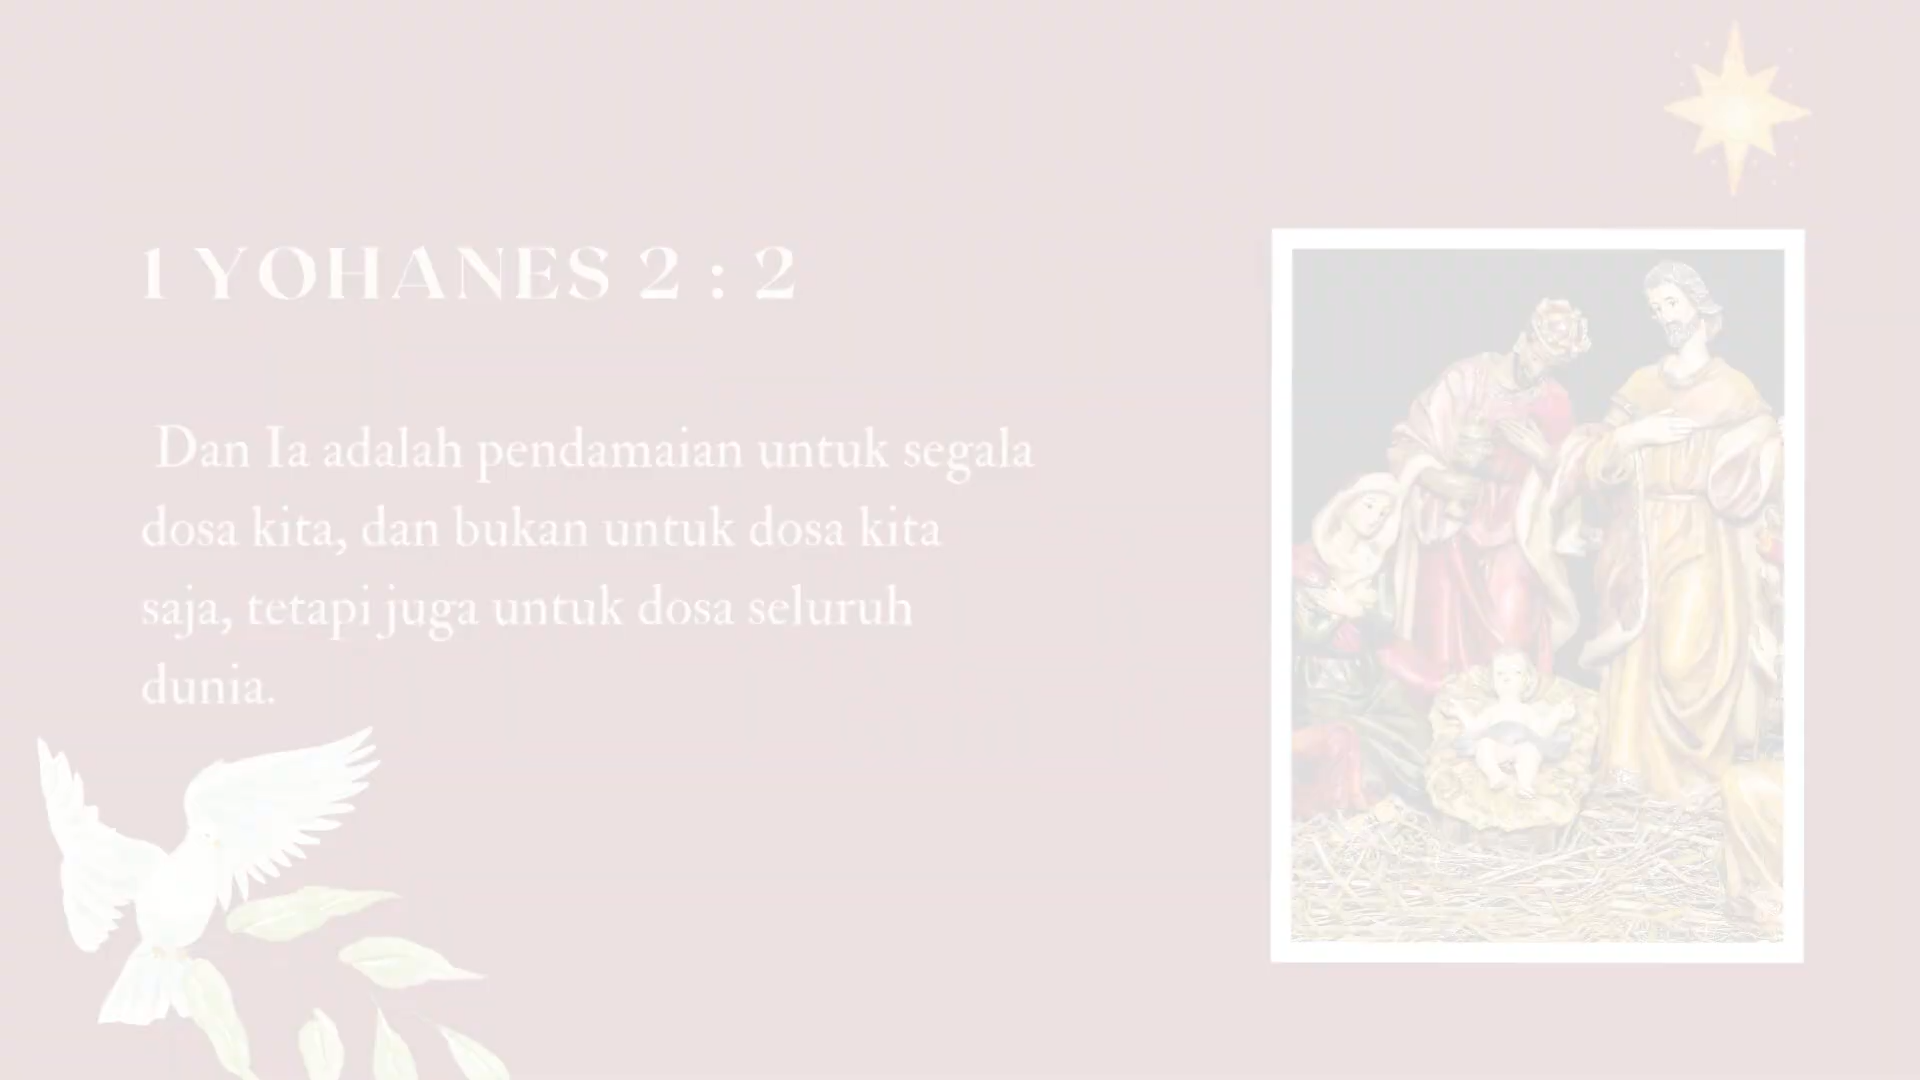 1 YOHANES 2 : 2
Dan Ia adalah pendamaian untuk segala
dosa kita, dan bukan untuk dosa kita
saja, tetapi juga untuk dosa seluruh
dunia.